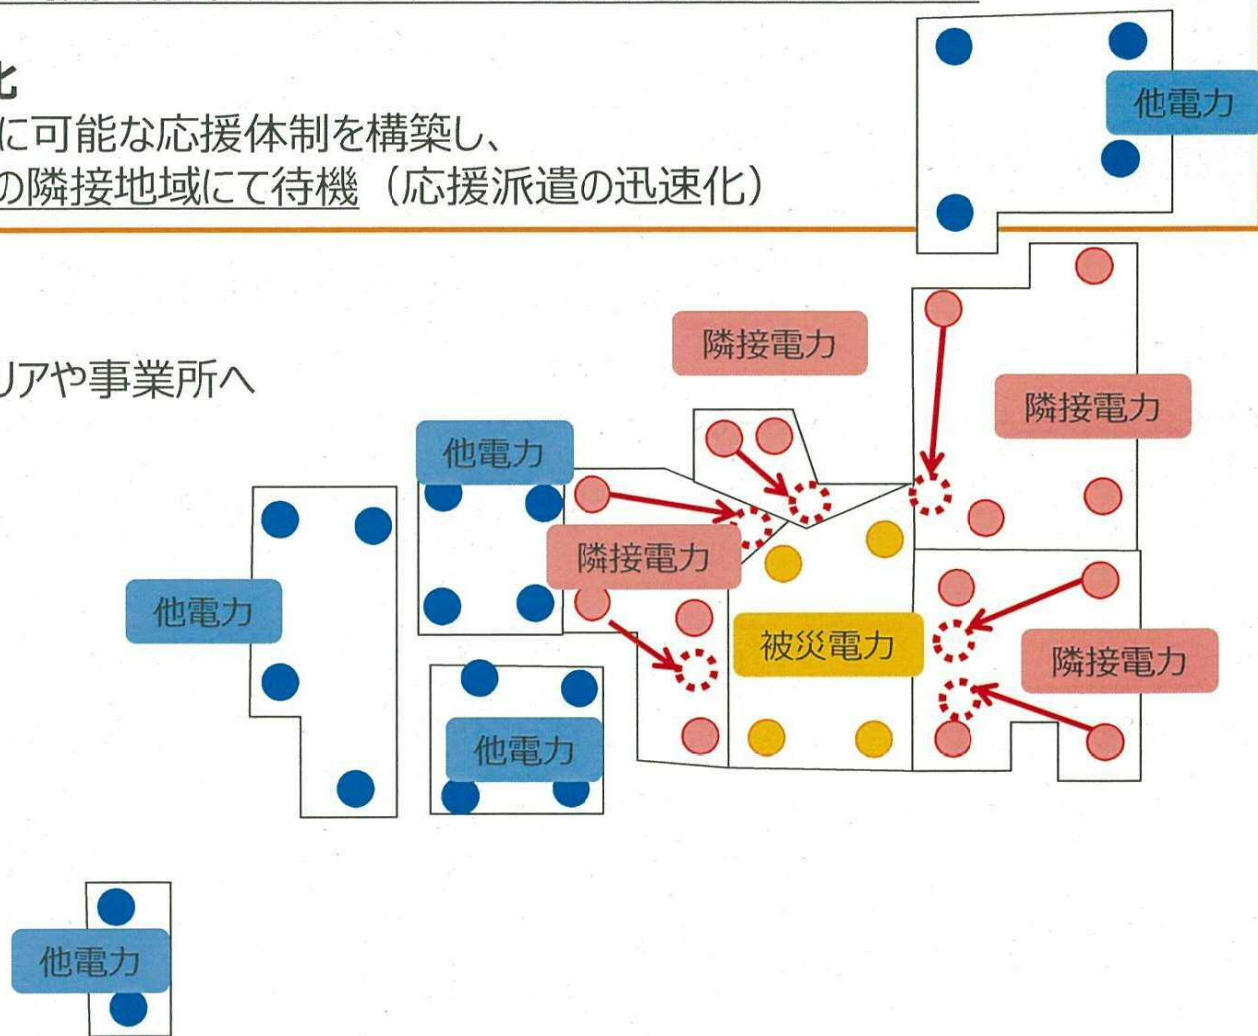 化
に可能な応援体制を構築し、
の隣接地域にて待機（応援派遣の迅速化）
他電力
リアや事業所へ
隣接電力
隣接電力
他電力
隣接電力
他電力
被災電力
隣接電力
他電力
他電力